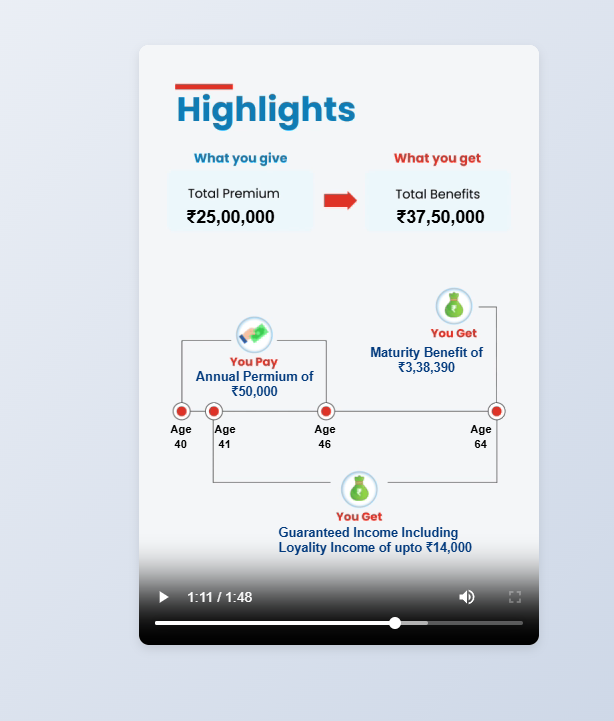 Highlights
What you give
What you get
Total Premium
₹25,00,000
Total Benefits
₹37,50,000
You Get
Maturity Benefit of
₹3,38,390
You Pay
Annual Permium of
₹50,000
Age
40
Age
41
Age
46
Age
64
You Get
Guaranteed Income Including
Loyality Income of upto ₹14,000
1:11 / 1:48